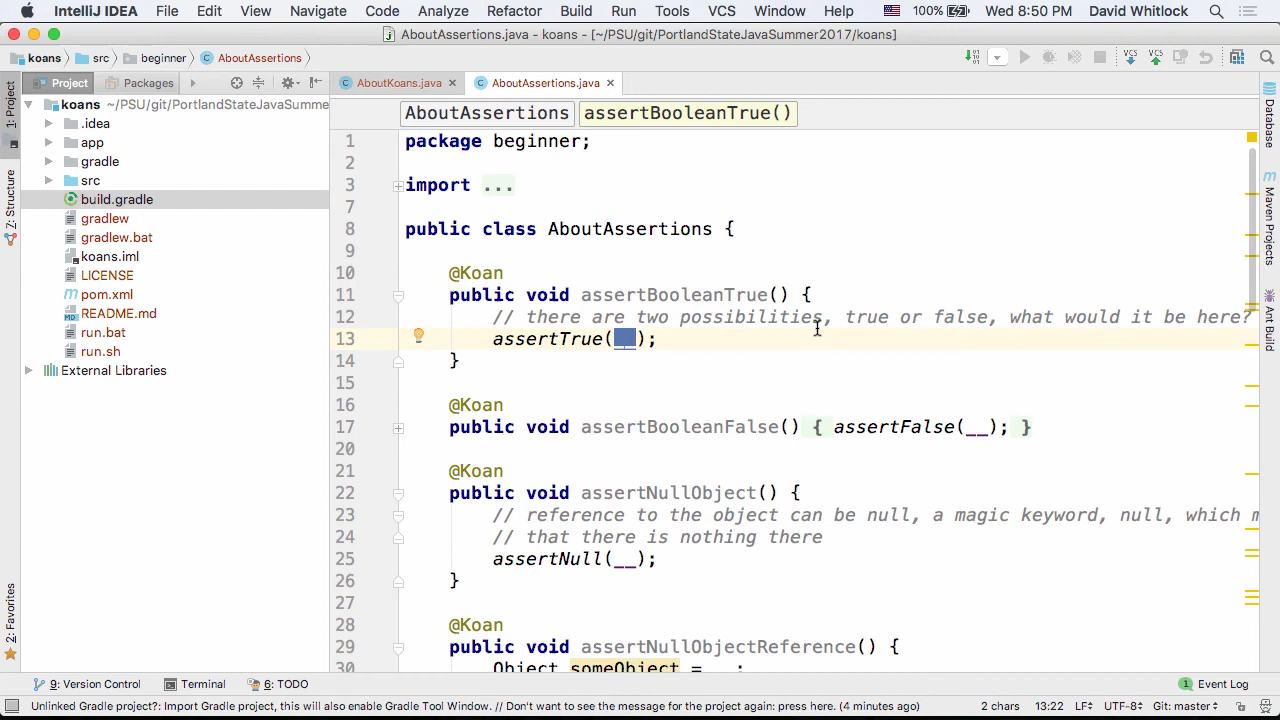 IntelliJ IDEA File Edit View Navigate Code Analyze Refactor Build Run Tools VCS Window Help 100% Wed 8:50 PM David Whitlock
AboutAssertions.java - koans - [~/PSU/git/PortlandStateJavaSummer2017/koans]
koans src beginner AboutAssertions
VCS VCS
Project Packages AboutKoans.java AboutAssertions.java
1: Project
Z: Structure
2: Favorites
koans ~/PSU/git/PortlandStateJavaSumme
.idea
app
gradle
src
build.gradle
gradlew
gradlew.bat
koans.iml
LICENSE
pom.xml
README.md
run.bat
run.sh
External Libraries
AboutAssertions assertBooleanTrue()
1 package beginner;
2
3 import ...
7
8 public class AboutAssertions {
9
10 @Koan
11 public void assertBooleanTrue() {
12 // there are two possibilities, true or false, what would it be here?
13 assertTrue(__);
14 }
15
16 @Koan
17 public void assertBooleanFalse() { assertFalse(__); }
20
21 @Koan
22 public void assertNullObject() {
23 // reference to the object can be null, a magic keyword, null, which m
24 // that there is nothing there
25 assertNull(__);
26 }
27
28 @Koan
29 public void assertNullObjectReference() {
30 Object someObject = __;
Database
Maven Projects
Ant Build
9: Version Control Terminal 6: TODO 1 Event Log
Unlinked Gradle project?: Import Gradle project, this will also enable Gradle Tool Window. // Don't want to see the message for the project again: press here. (4 minutes ago) 2 chars 13:22 LF÷ UTF-8÷ Git: master÷